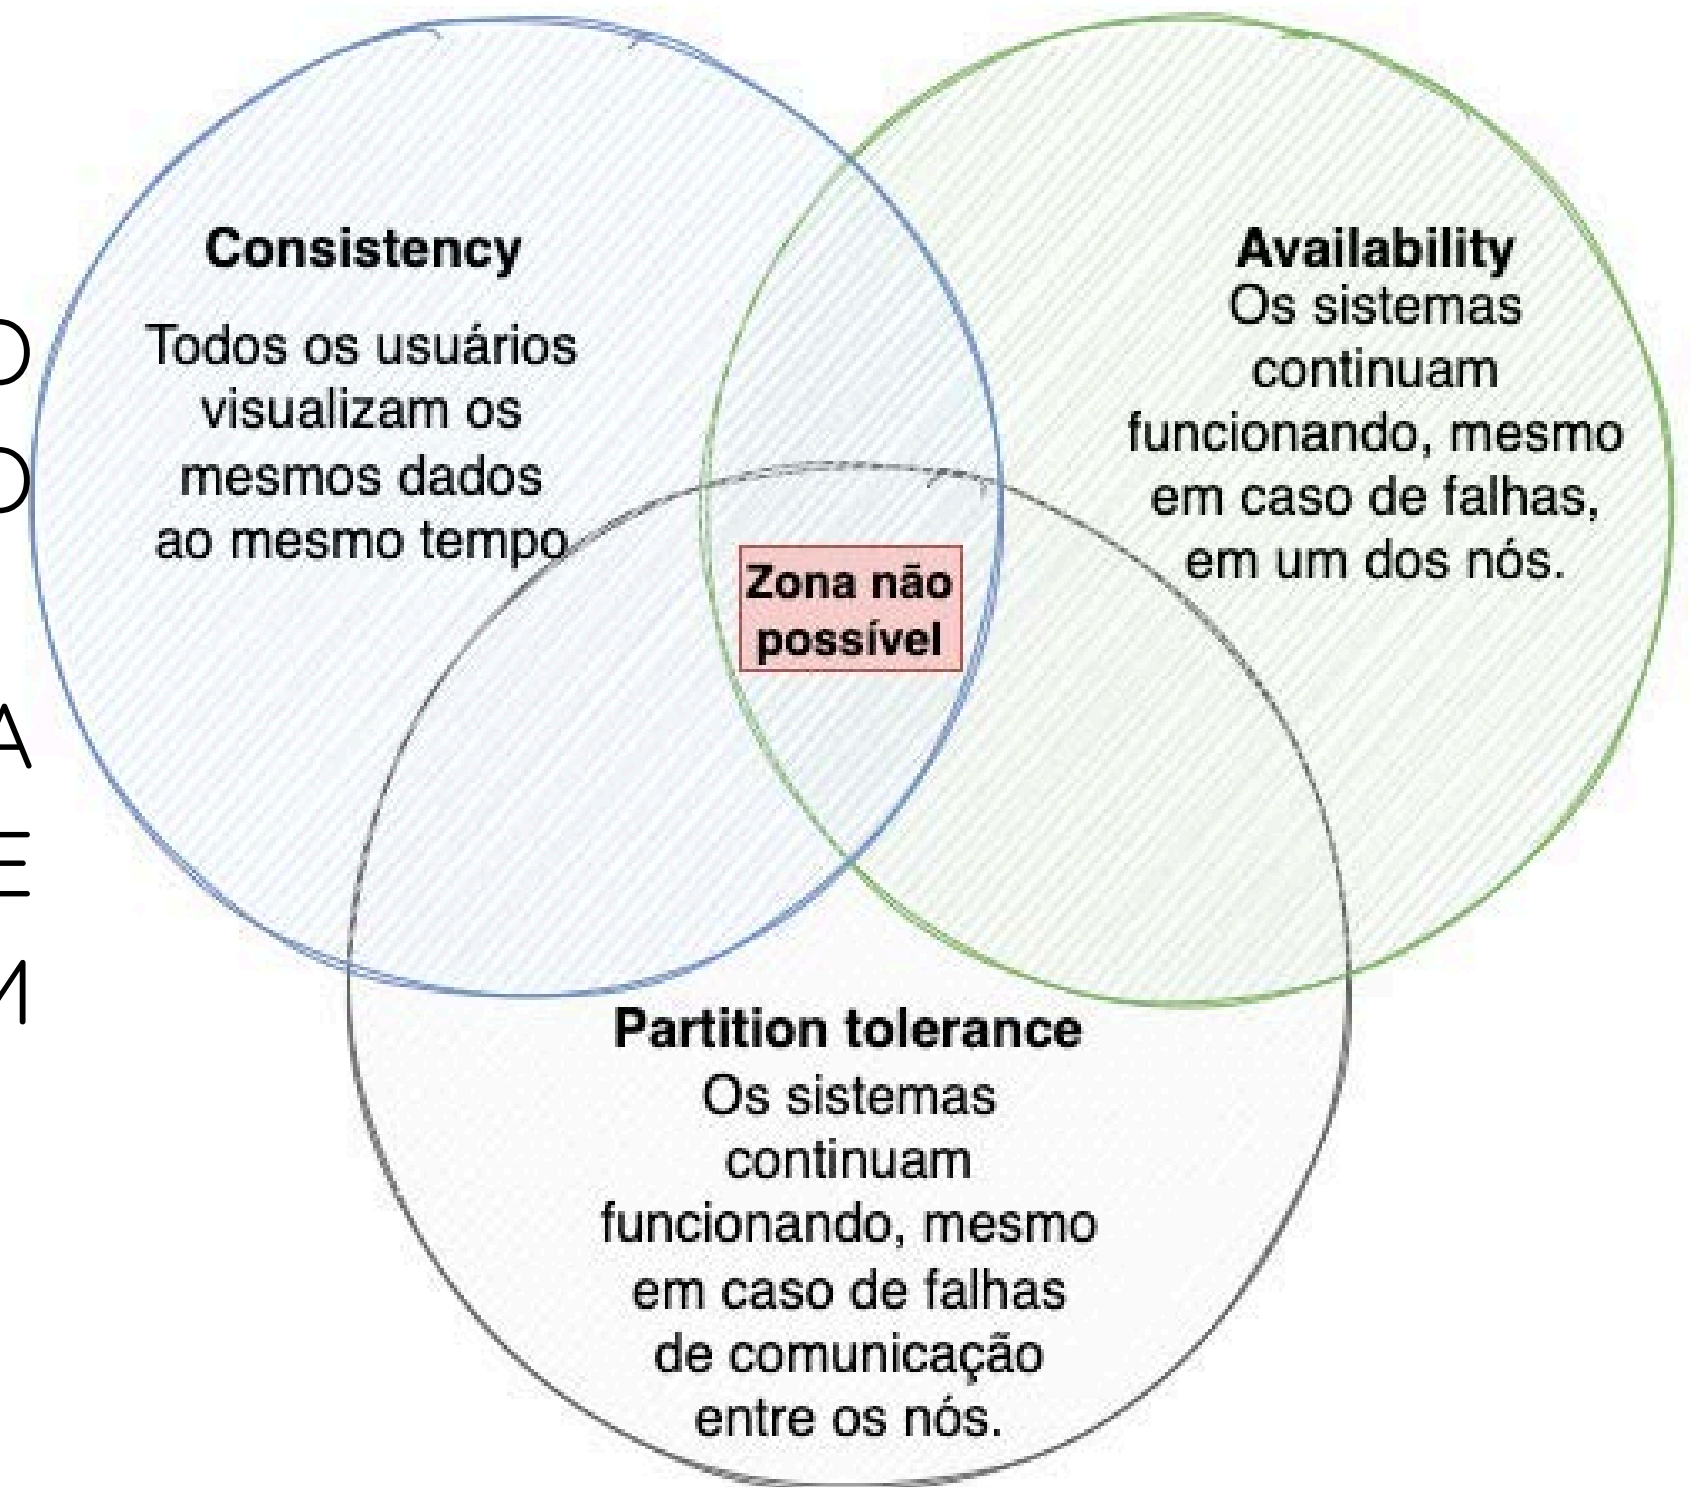 Consistency
Todos os usuários
visualizam os
mesmos dados
ao mesmo tempo
Availability
Os sistemas
continuam
funcionando, mesmo
em caso de falhas,
em um dos nós.
Zona não
possível
Partition tolerance
Os sistemas
continuam
funcionando, mesmo
em caso de falhas
de comunicação
entre os nós.
O
O
A
E
M